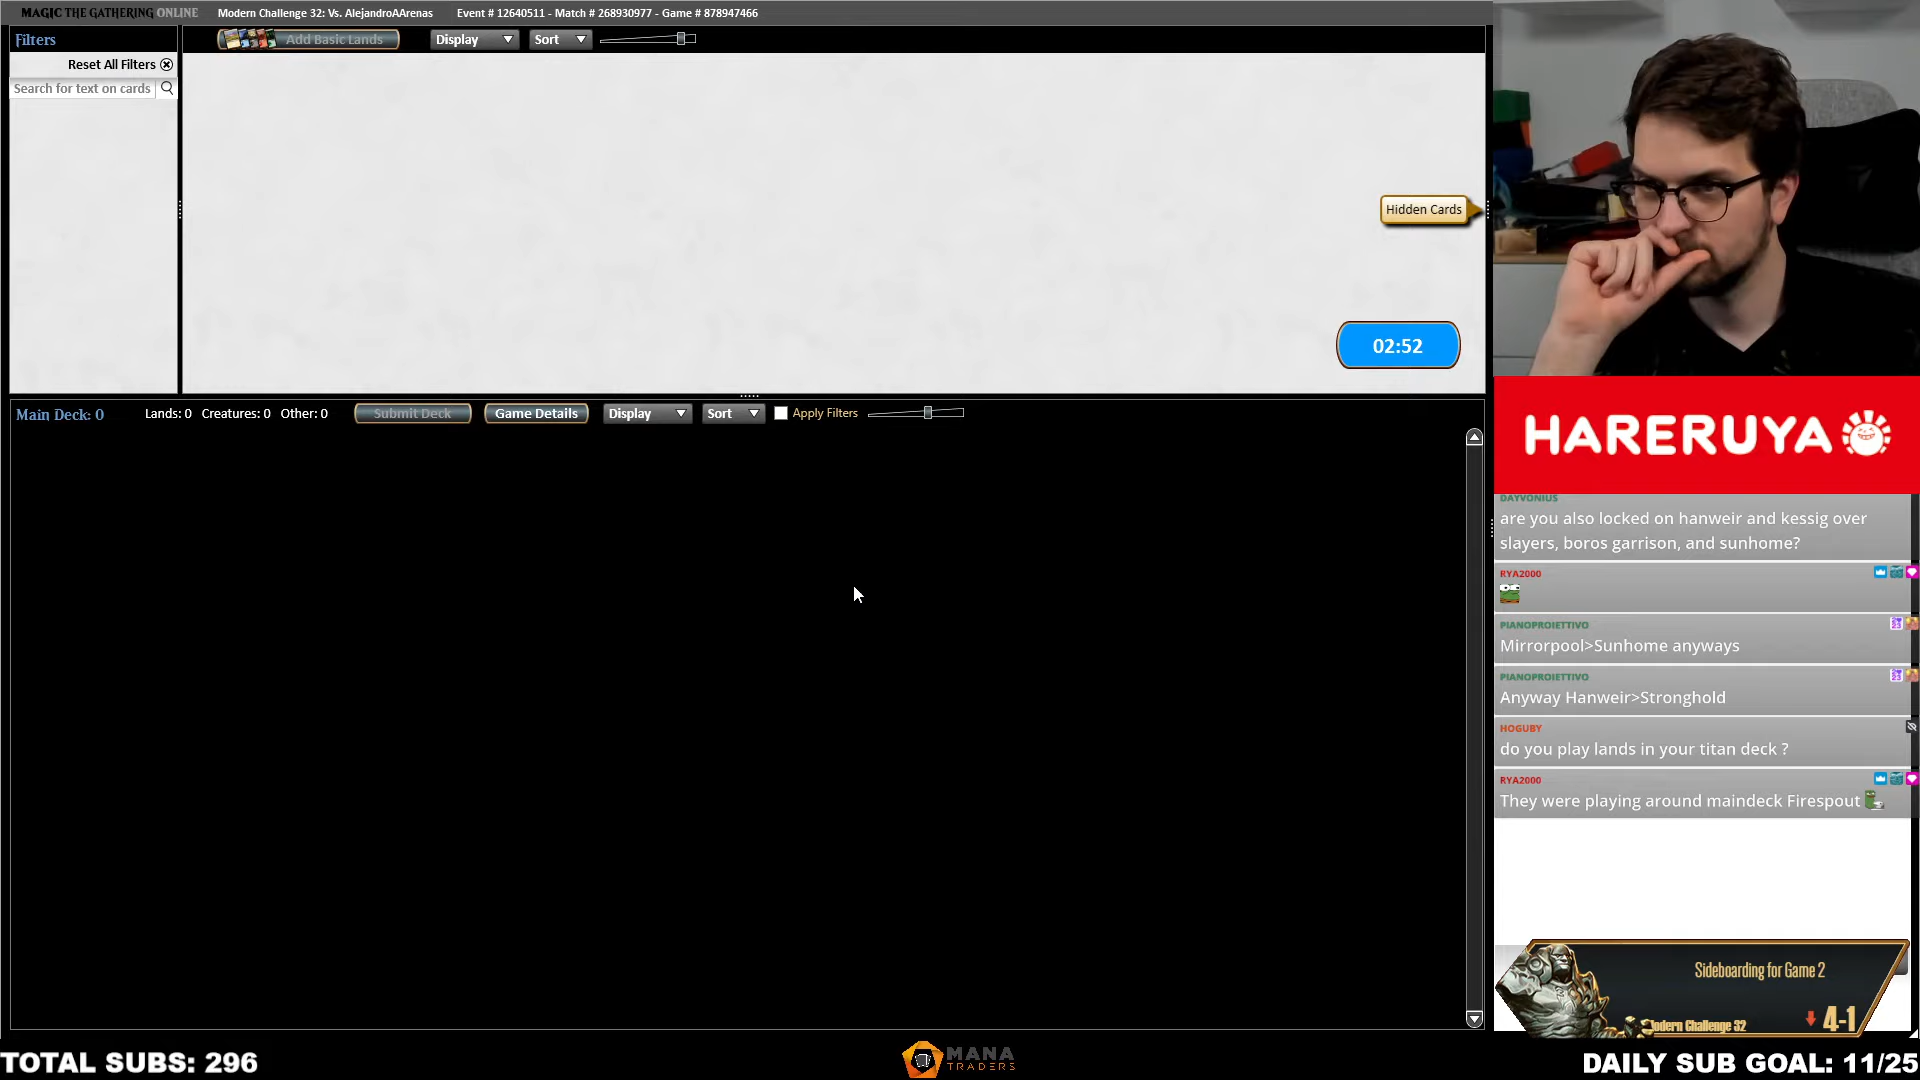 MAGIC THE GATHERING ONLINE Modern Challenge 32: Vs. AlejandroAArenas Event # 12640511 - Match # 268930977 - Game # 878947466
Filters
Add Basic Lands Display Sort
Reset All Filters
Search for text on cards
Hidden Cards
02:52
Main Deck: 0 Lands: 0 Creatures: 0 Other: 0 Submit Deck Game Details Display Sort Apply Filters
HARERUYA
DAYVONIUS
are you also locked on hanweir and kessig over
slayers, boros garrison, and sunhome?
RYA2000
PIANOPROIETTIVO
Mirrorpool>Sunhome anyways
PIANOPROIETTIVO
Anyway Hanweir>Stronghold
HOGUBY
do you play lands in your titan deck ?
RYA2000
They were playing around maindeck Firespout
Sideboarding for Game 2
Modern Challenge 32 4-1
TOTAL SUBS: 296
MANA
TRADERS
DAILY SUB GOAL: 11/25